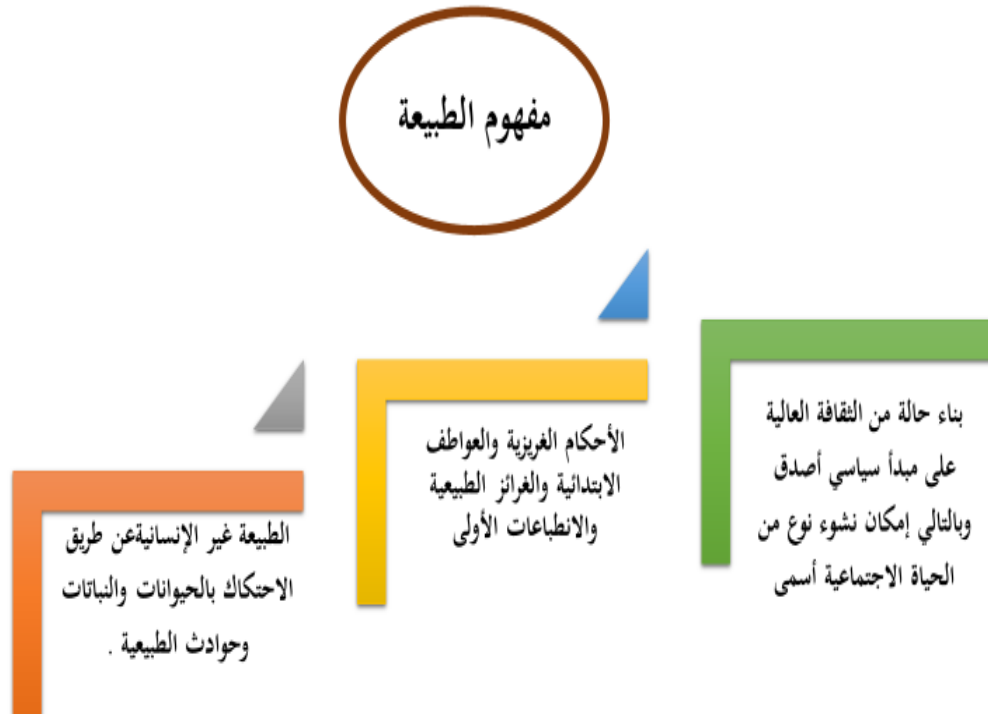 مفهوم الطبيعة
بناء حالة من الثقافة العالية
على مبدأ سياسي أصدق
وبالتالي إمكان نشوء نوع من
الحياة الاجتماعية أسمى
الأحكام الغريزية والعواطف
الابتدائية والغرائز الطبيعية
والانطباعات الأولى
الطبيعة غير الإنسانيةعن طريق
الاحتكاك بالحيوانات والنباتات
وحوادث الطبيعية .